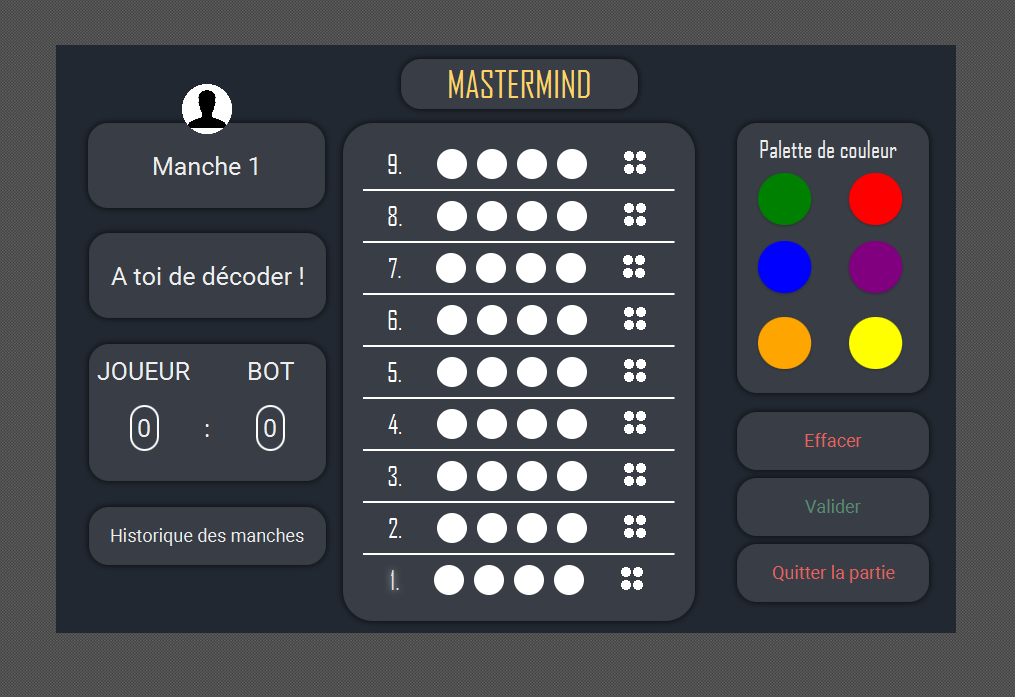 MASTERMIND
Manche 1
A toi de décoder !
JOUEUR BOT
0 : 0
Historique des manches
9.
8.
7.
6.
5.
4.
3.
2.
1.
Palette de couleur
Effacer
Valider
Quitter la partie